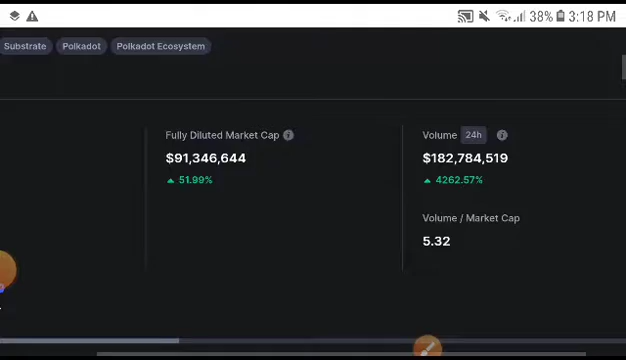 38% 3:18 PM
Substrate Polkadot Polkadot Ecosystem
Fully Diluted Market Cap
$91,346,644
51.99%
Volume 24h
$182,784,519
4262.57%
Volume / Market Cap
5.32